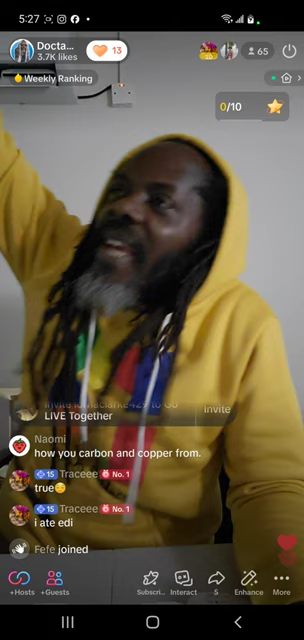 5:27
Docta...
3.7K likes
13
20
65
Weekly Ranking
0/10
LIVE Together
Invite
Naomi
how you carbon and copper from.
15 Traceee No. 1
true
15 Traceee No. 1
i ate edi
Fefe joined
+Hosts
+Guests
Subscri...
Interact
5
Enhance
More